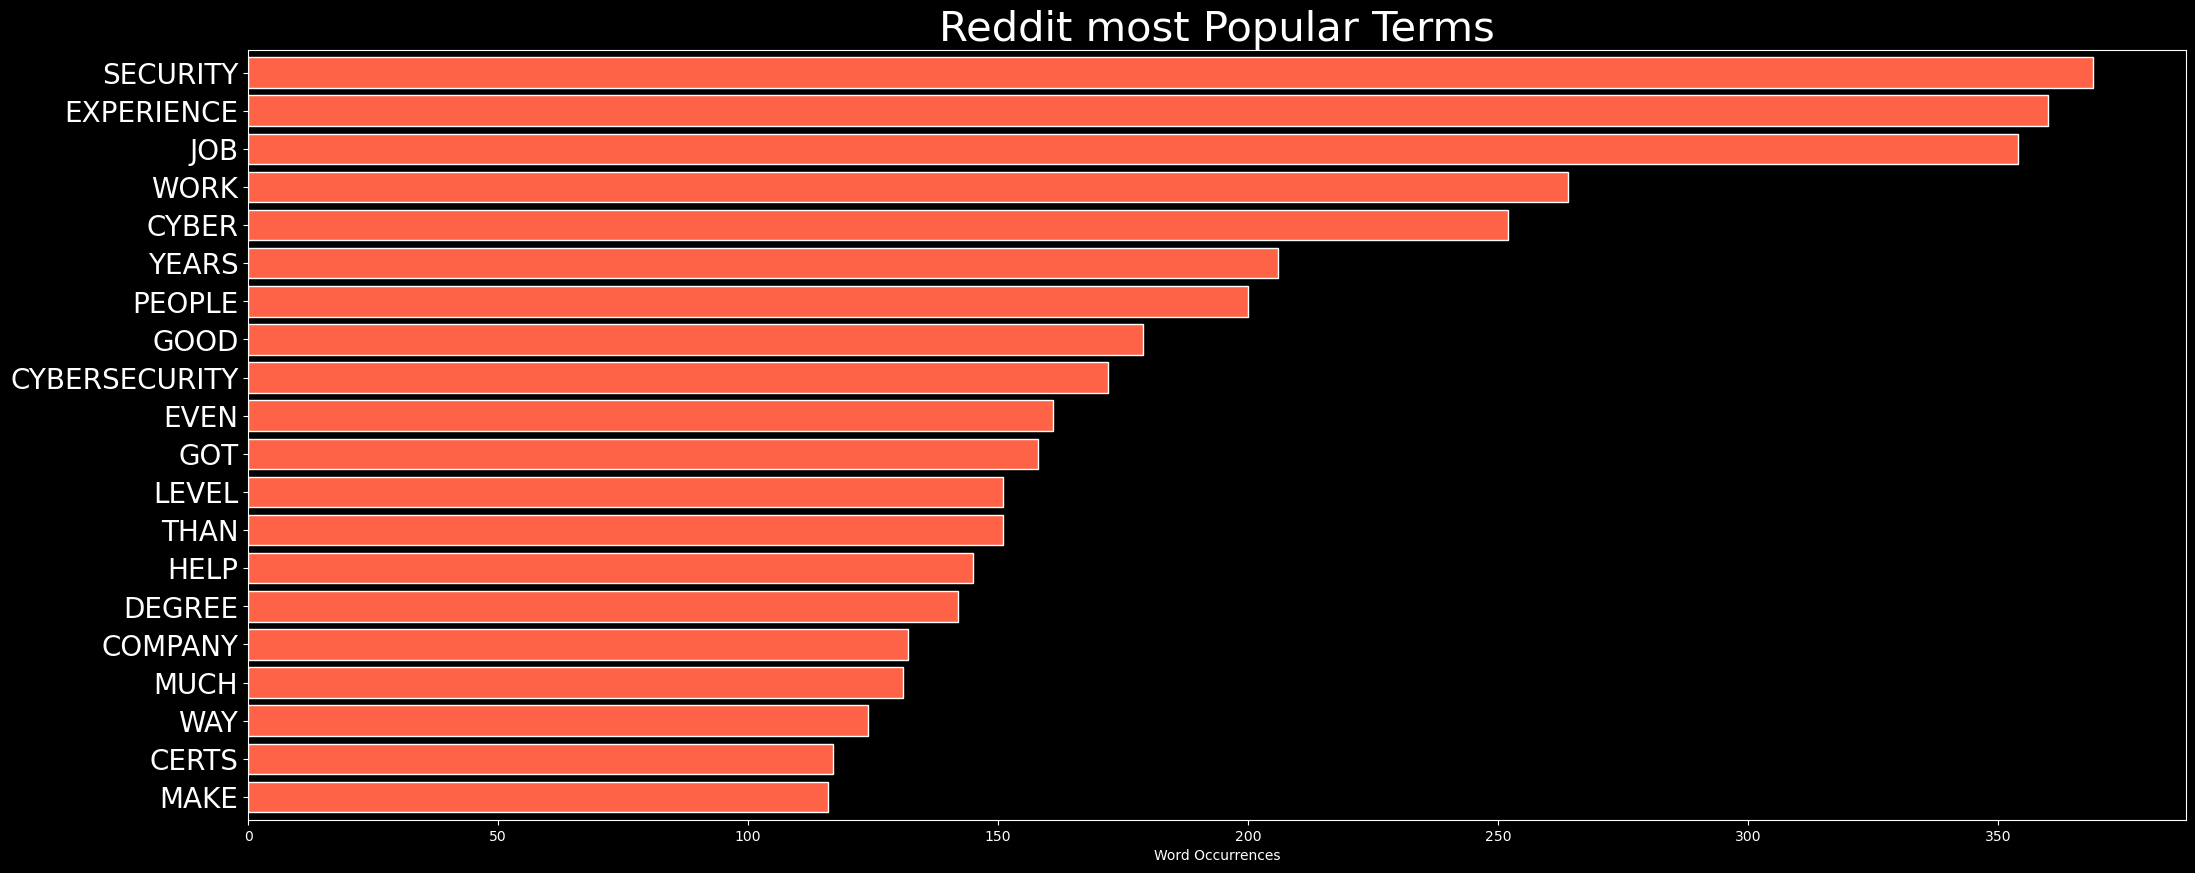 Reddit most Popular Terms
SECURITY
EXPERIENCE
JOB
WORK
CYBER
YEARS
PEOPLE
GOOD
CYBERSECURITY
EVEN
GOT
LEVEL
THAN
HELP
DEGREE
COMPANY
MUCH
WAY
CERTS
MAKE
0 50 100 150 200 250 300 350
Word Occurrences